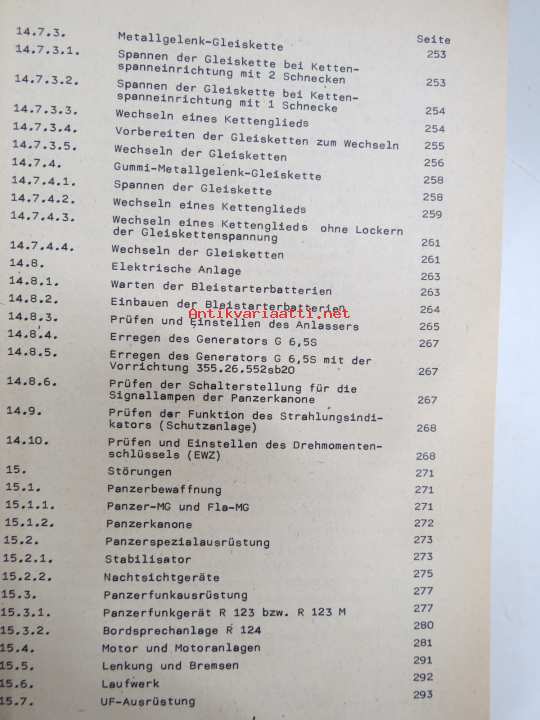 Seite
14.7.3. Metallgelenk-Gleiskette 253
14.7.3.1. Spannen der Gleiskette bei Ketten-
spanneinrichtung mit 2 Schnecken 253
14.7.3.2. Spannen der Gleiskette bei Ketten-
spanneinrichtung mit 1 Schnecke 254
14.7.3.3. Wechseln eines Kettenglieds 254
14.7.3.4. Vorbereiten der Gleisketten zum Wechseln 255
14.7.3.5. Wechseln der Gleisketten 256
14.7.4. Gummi-Metallgelenk-Gleiskette 258
14.7.4.1. Spannen der Gleiskette 258
14.7.4.2. Wechseln eines Kettenglieds 259
14.7.4.3. Wechseln eines Kettenglieds ohne Lockern
der Gleiskettenspannung 261
14.7.4.4. Wechseln der Gleisketten 261
14.8. Elektrische Anlage 263
14.8.1. Warten der Bleistarterbatterien 263
14.8.2. Einbauen der Bleistarterbatterien 264
Antikvariaatti.net
14.8.3. Prüfen und Einstellen des Anlassers 265
14.8.4. Erregen des Generators G 6,5S 267
14.8.5. Erregen des Generators G 6,5S mit der
Vorrichtung 355.26.552sb20 267
14.8.6. Prüfen der Schalterstellung für die
Signallampen der Panzerkanone 267
14.9. Prüfen der Funktion des Strahlungsindi-
kators (Schutzanlage) 268
14.10. Prüfen und Einstellen des Drehmomenten-
schlüssels (EWZ) 268
15. Störungen 271
15.1. Panzerbewaffnung 271
15.1.1. Panzer-MG und Fla-MG 271
15.1.2. Panzerkanone 272
15.2. Panzerspezialausrüstung 273
15.2.1. Stabilisator 273
15.2.2. Nachtsichtgeräte 275
15.3. Panzerfunkausrüstung 277
15.3.1. Panzerfunkgerät R 123 bzw. R 123 M 277
15.3.2. Bordsprechanlage R 124 280
15.4. Motor und Motoranlagen 281
15.5. Lenkung und Bremsen 291
15.6. Laufwerk 292
15.7. UF-Ausrüstung 293